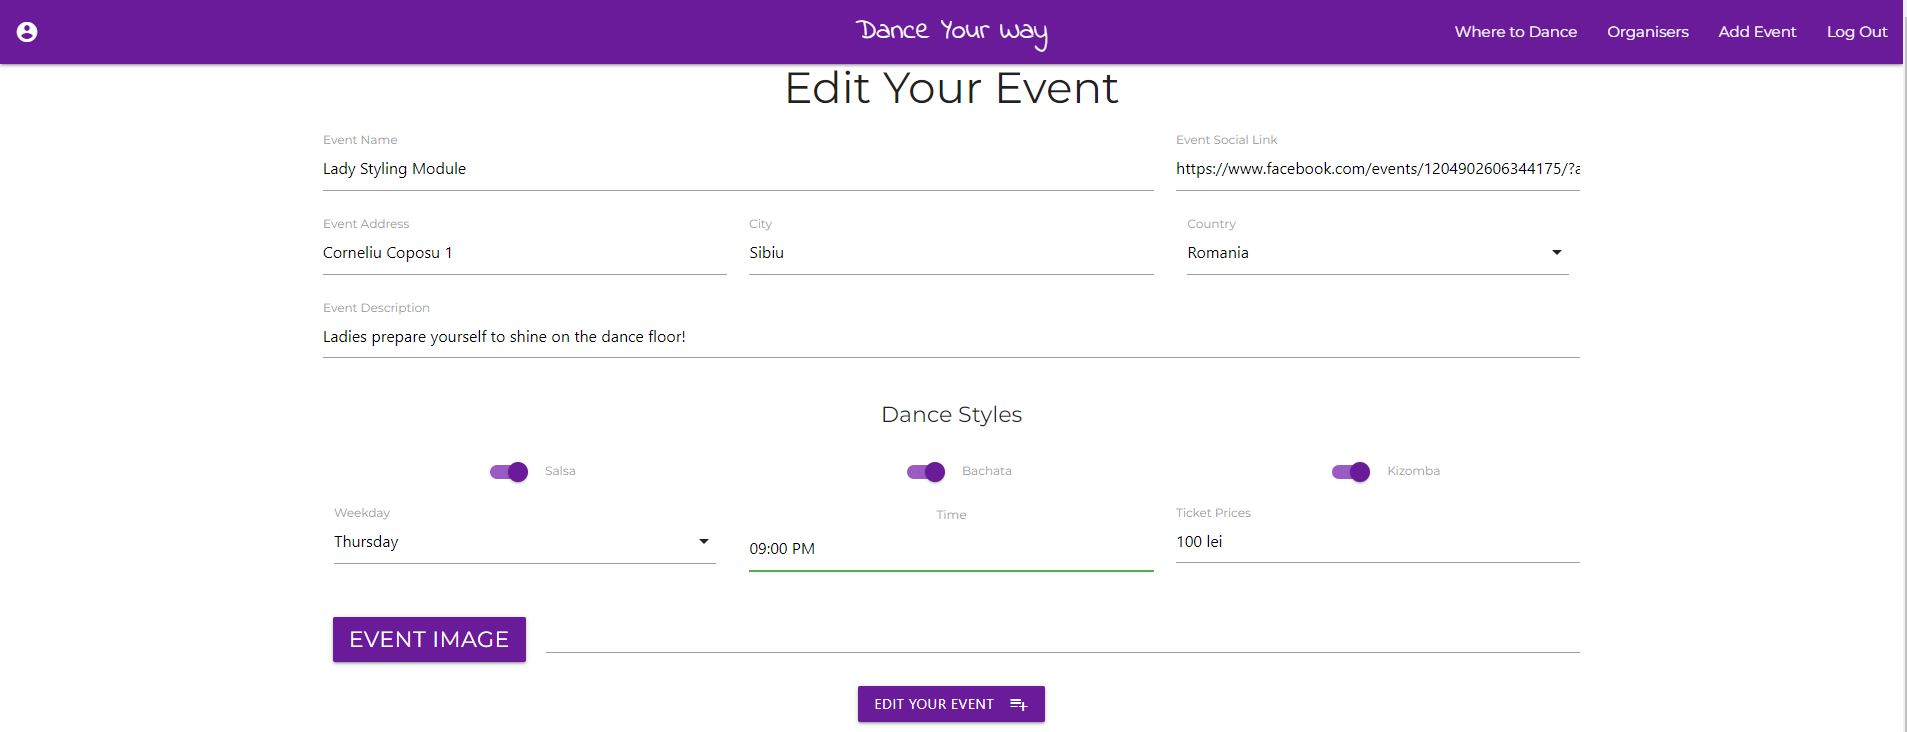 Dance Your Way
Where to Dance Organisers Add Event Log Out
Edit Your Event
Event Name Event Social Link
Lady Styling Module https://www.facebook.com/events/1204902606344175/?a
Event Address City Country
Corneliu Coposu 1 Sibiu Romania
Event Description
Ladies prepare yourself to shine on the dance floor!
Dance Styles
Salsa Bachata Kizomba
Weekday Time Ticket Prices
Thursday 09:00 PM 100 lei
EVENT IMAGE
EDIT YOUR EVENT